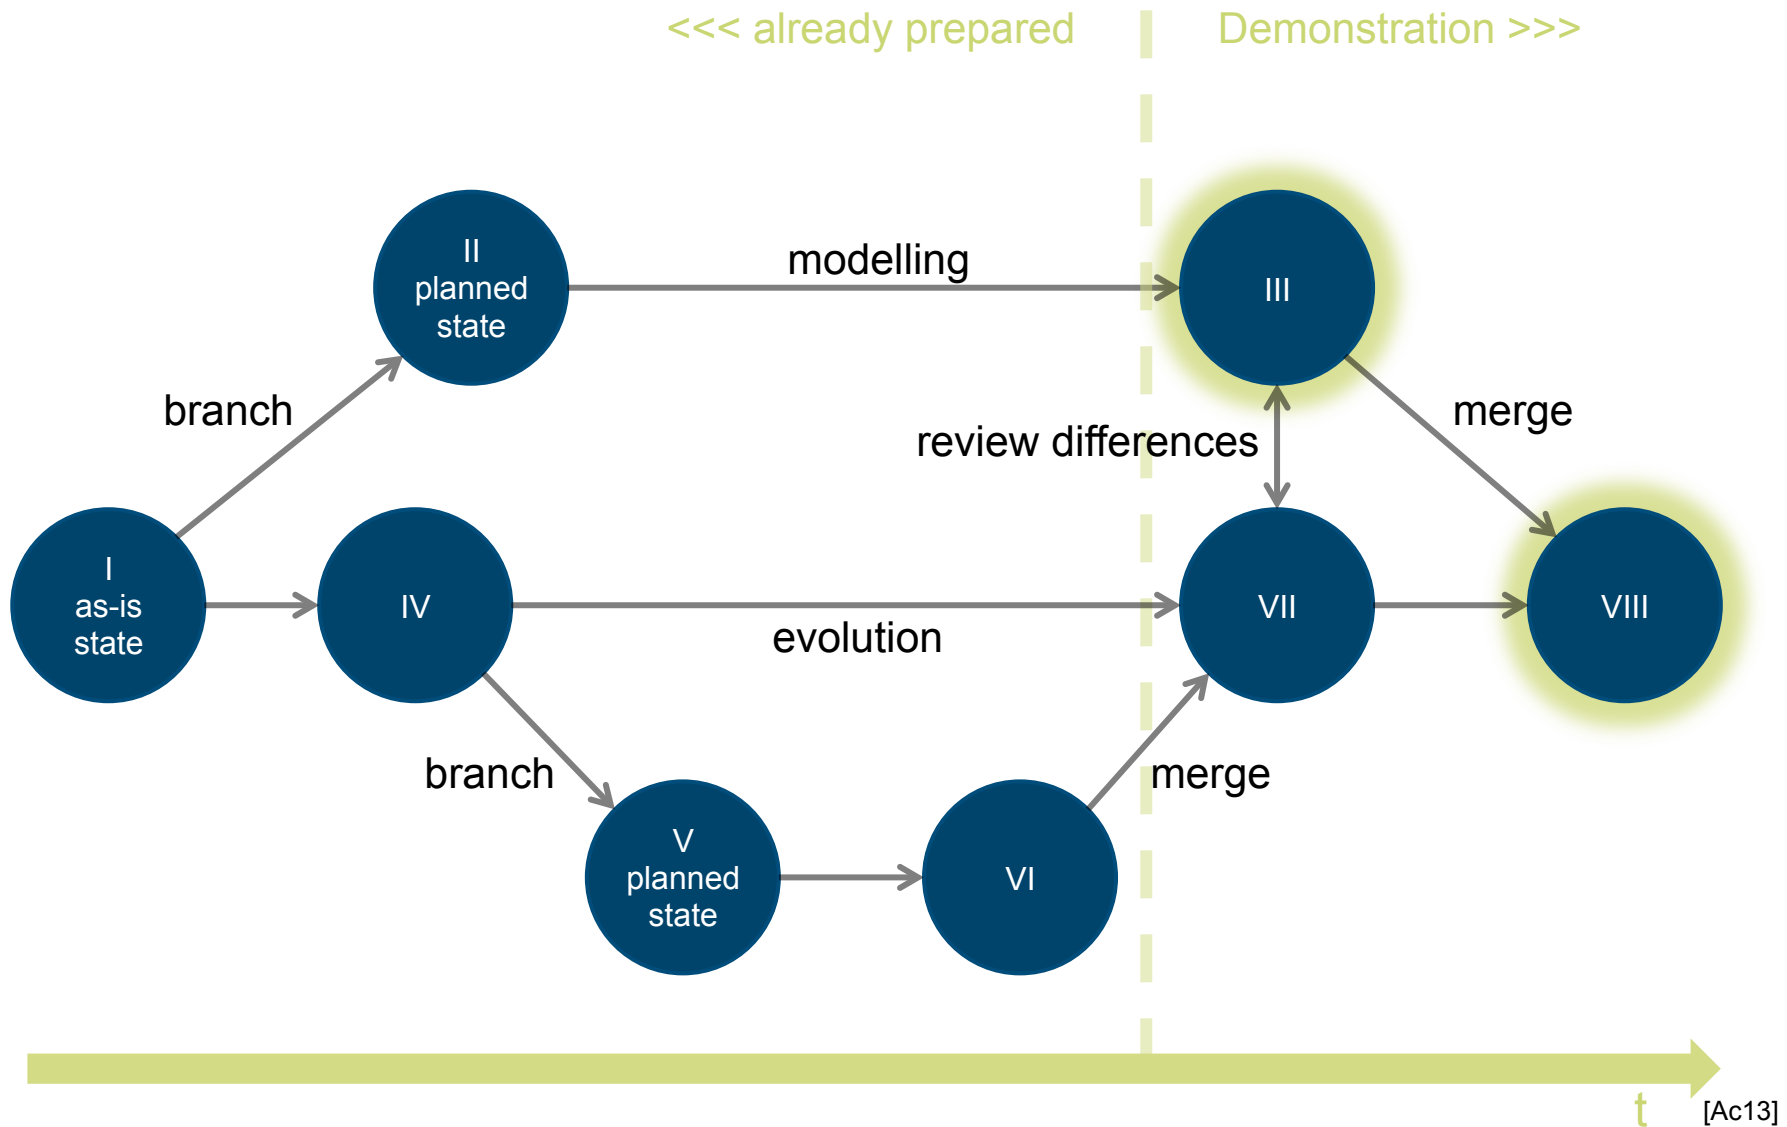 <<< already prepared
Demonstration >>>
II
planned
state
modelling
III
branch
merge
review differences
I
as-is
state
IV
evolution
VII
VIII
branch
merge
V
planned
state
VI
t
[Ac13]